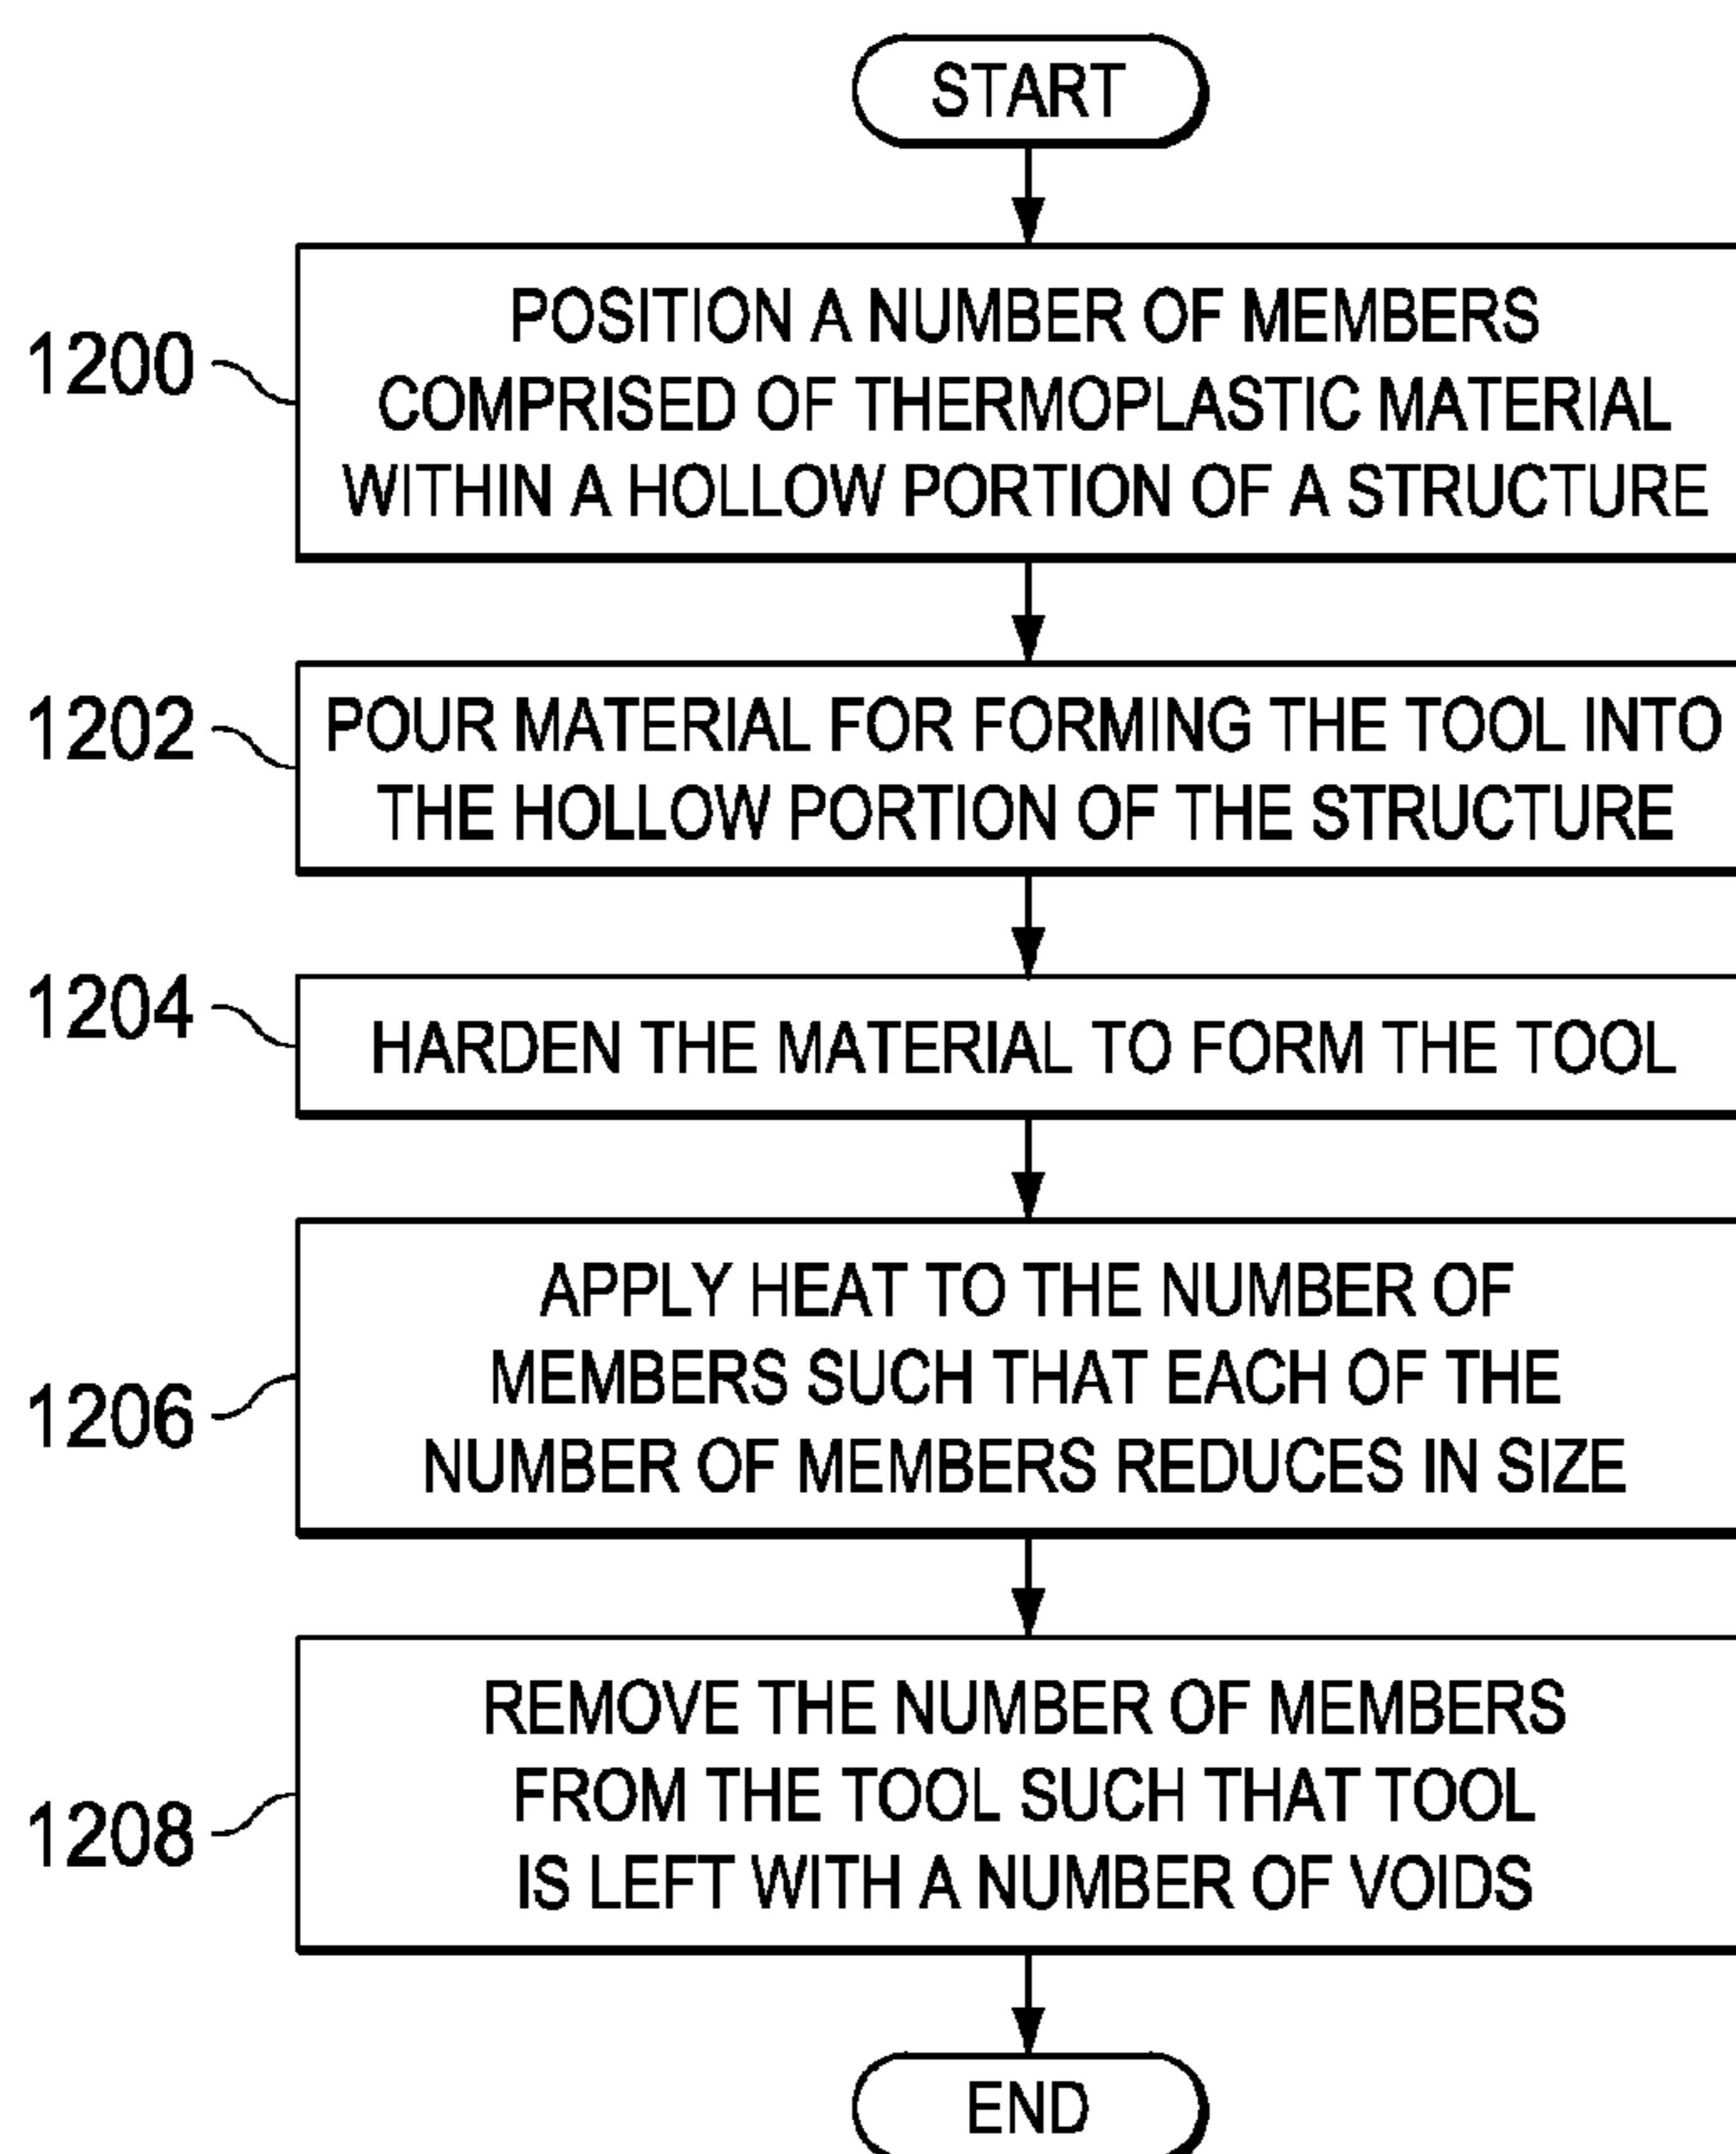 START
1200
POSITION A NUMBER OF MEMBERS
COMPRISED OF THERMOPLASTIC MATERIAL
WITHIN A HOLLOW PORTION OF A STRUCTURE
1202
POUR MATERIAL FOR FORMING THE TOOL INTO
THE HOLLOW PORTION OF THE STRUCTURE
1204
HARDEN THE MATERIAL TO FORM THE TOOL
1206
APPLY HEAT TO THE NUMBER OF
MEMBERS SUCH THAT EACH OF THE
NUMBER OF MEMBERS REDUCES IN SIZE
1208
REMOVE THE NUMBER OF MEMBERS
FROM THE TOOL SUCH THAT TOOL
IS LEFT WITH A NUMBER OF VOIDS
END